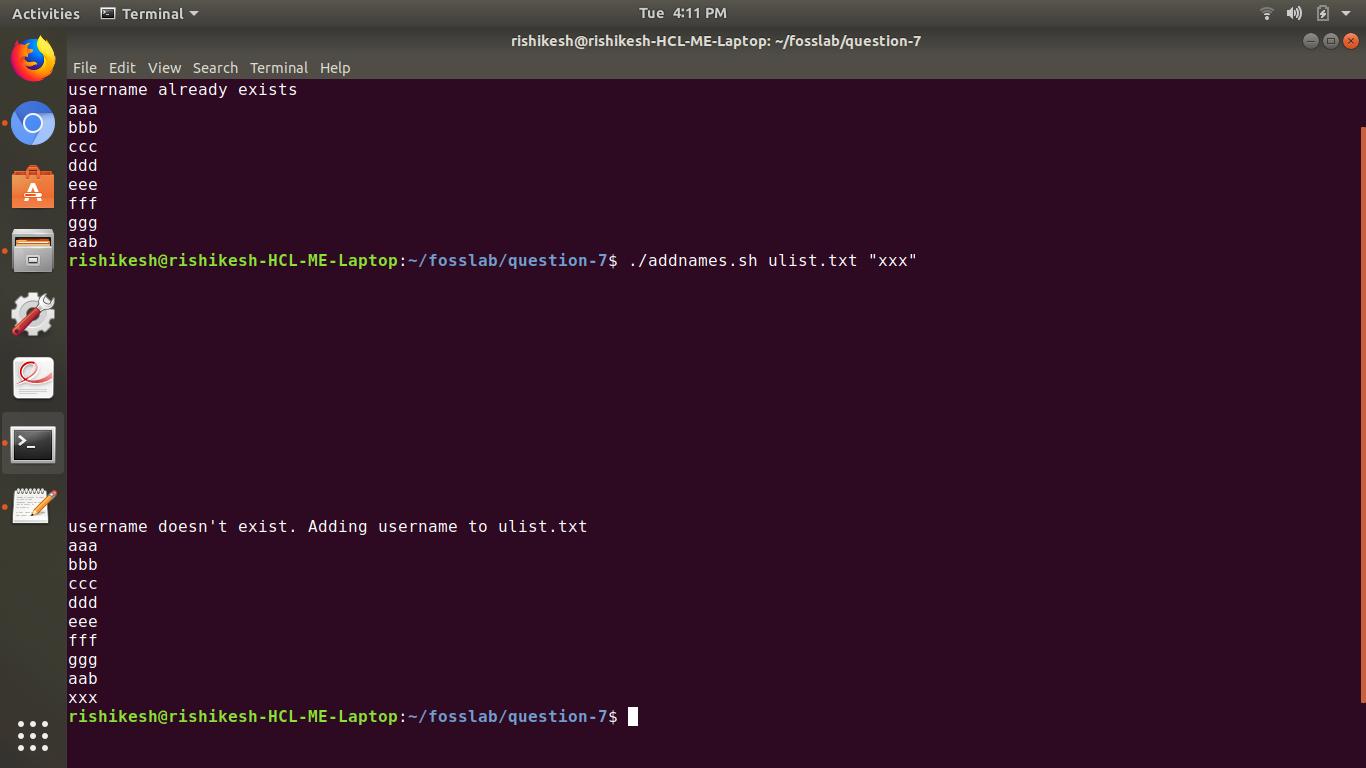 Activities Terminal Tue 4:11 PM
rishikesh@rishikesh-HCL-ME-Laptop: ~/fosslab/question-7
File Edit View Search Terminal Help
username already exists
aaa
bbb
ccc
ddd
eee
fff
ggg
aab
rishikesh@rishikesh-HCL-ME-Laptop:~/fosslab/question-7$ ./addnames.sh ulist.txt "xxx"
username doesn't exist. Adding username to ulist.txt
aaa
bbb
ccc
ddd
eee
fff
ggg
aab
xxx
rishikesh@rishikesh-HCL-ME-Laptop:~/fosslab/question-7$